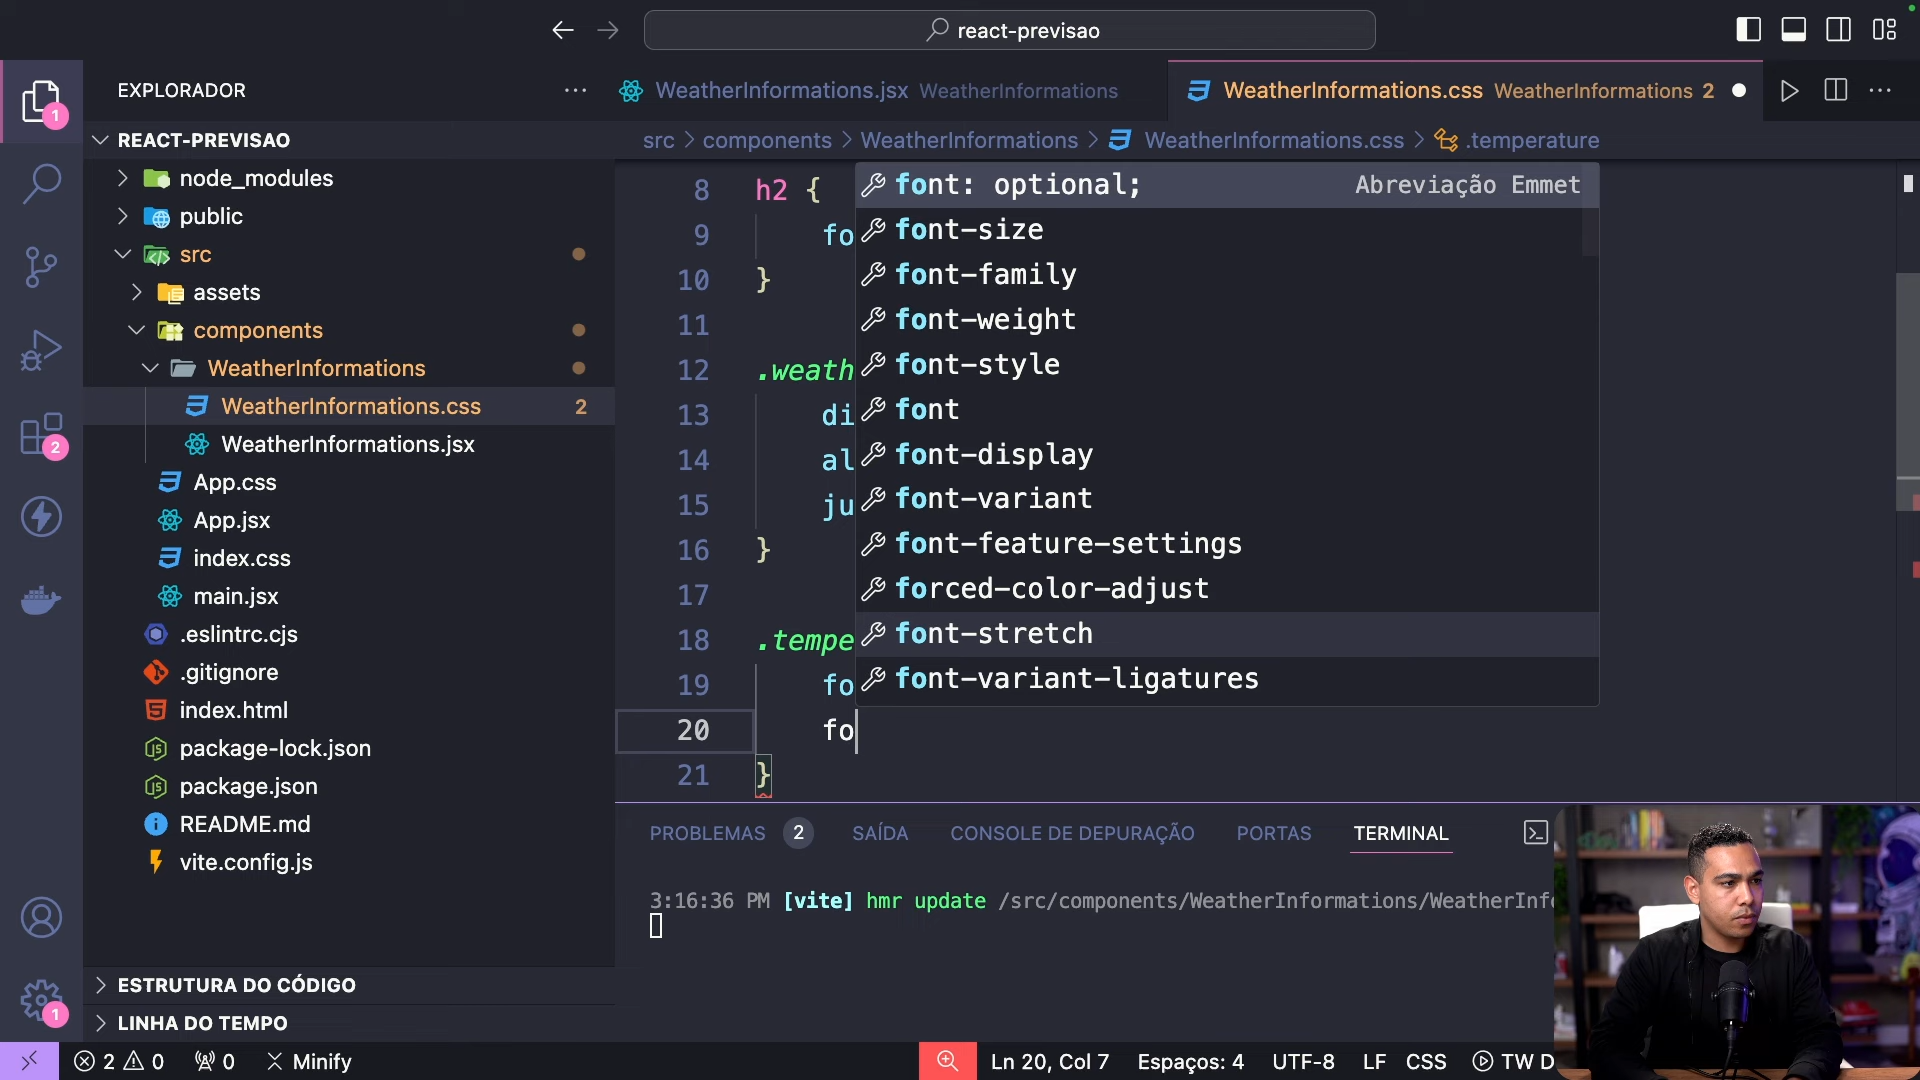 react-previsao
EXPLORADOR
WeatherInformations.jsx WeatherInformations
WeatherInformations.css WeatherInformations 2
1
REACT-PREVISAO
src > components > WeatherInformations > WeatherInformations.css > .temperature
node_modules
public
src
assets
components
WeatherInformations
WeatherInformations.css 2
WeatherInformations.jsx
2
App.css
App.jsx
index.css
main.jsx
.eslintrc.cjs
.gitignore
index.html
package-lock.json
package.json
README.md
vite.config.js
ESTRUTURA DO CÓDIGO
LINHA DO TEMPO
1
8 h2 {
9 fo
10 }
11
12 .weath
13 di
14 al
15 ju
16 }
17
18 .tempe
19 fo
20 fo
21 }
font: optional; Abreviação Emmet
font-size
font-family
font-weight
font-style
font
font-display
font-variant
font-feature-settings
forced-color-adjust
font-stretch
font-variant-ligatures
PROBLEMAS 2 SAÍDA CONSOLE DE DEPURAÇÃO PORTAS TERMINAL
3:16:36 PM [vite] hmr update /src/components/WeatherInformations/WeatherInfo
2 0 0 Minify Ln 20, Col 7 Espaços: 4 UTF-8 LF CSS TW D